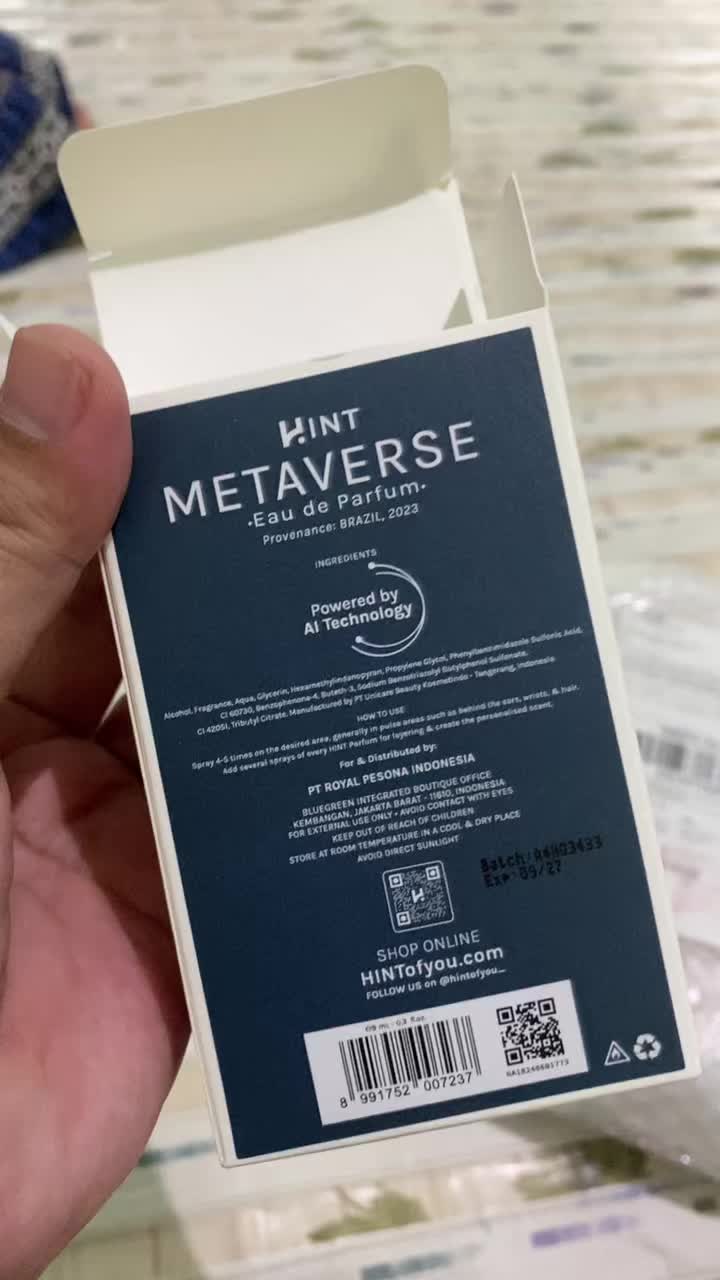 HINT
METAVERSE
·Eau de Parfum·
Provenance: BRAZIL, 2023
INGREDIENTS
Powered by
AI Technology
Alcohol, Fragrance, Aqua, Glycerin, Hexamethylindanopyran, Propylene Glycol, Phenylbenzimidazole Sulfonic Acid,
CI 60730, Benzophenona-4, Buteth-3, Sodium Benzotriazolyl Butylphenol Sulfonate,
CI 42051, Tributyl Citrate. Manufactured by PT Unicare Beauty Kosmetindo - Tangerang, Indonesia
HOW TO USE
Spray 4-5 times on the desired area, generally in pulse areas such as behind the ears, wrists, & hair.
Add several sprays of every HINT Perfum for layering & create the personalised scent.
For & Distributed by:
PT ROYAL PESONA INDONESIA
BLUEGREEN INTEGRATED BOUTIQUE OFFICE
KEMBANGAN, JAKARTA BARAT - 11610, INDONESIA
FOR EXTERNAL USE ONLY • AVOID CONTACT WITH EYES
KEEP OUT OF REACH OF CHILDREN
STORE AT ROOM TEMPERATURE IN A COOL & DRY PLACE
AVOID DIRECT SUNLIGHT
Exp: 09/27
SHOP ONLINE
HINTofyou.com
FOLLOW US on @hintofyou_
8 991752 007237
NA18246601773